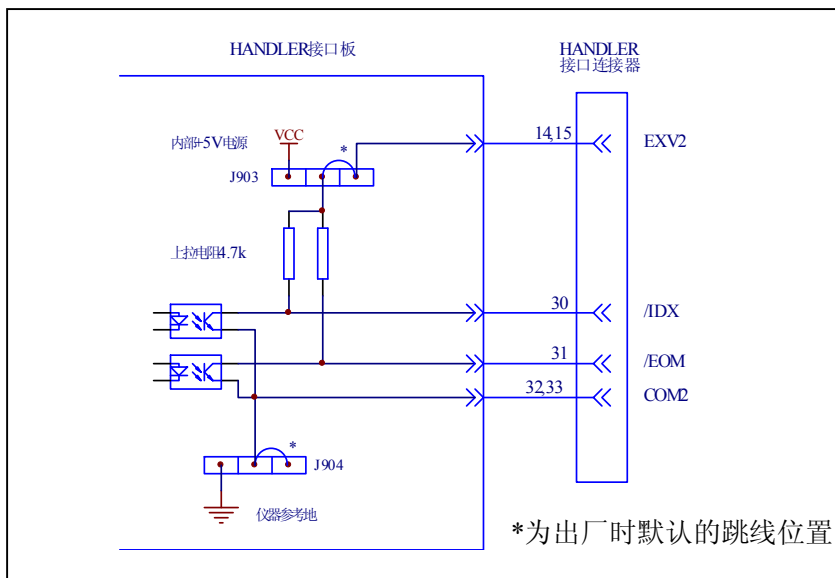 HANDLER接口板
HANDLER
接口连接器
内部+5V电源
VCC
*
14,15
EXV2
J903
上拉电阻4.7k
30
/IDX
31
/EOM
32,33
COM2
*
J904
仪器参考地
*为出厂时默认的跳线位置